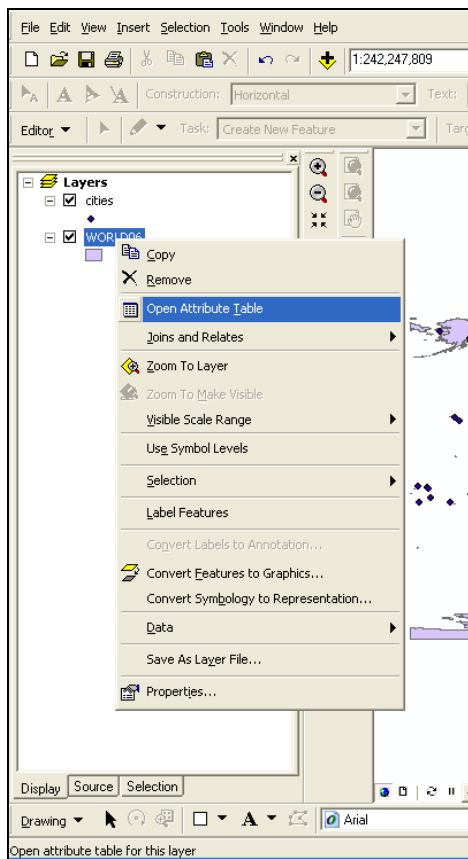 File Edit View Insert Selection Tools Window Help
1:242,247,809
A A A Construction: Horizontal Text:
Editor Task: Create New Feature Targ
Layers
cities
WORLD06
Copy
Remove
Open Attribute Table
Joins and Relates
Zoom To Layer
Zoom To Make Visible
Visible Scale Range
Use Symbol Levels
Selection
Label Features
Convert Labels to Annotation...
Convert Features to Graphics...
Convert Symbology to Representation...
Data
Save As Layer File...
Properties...
Display Source Selection
Drawing A Arial
Open attribute table for this layer